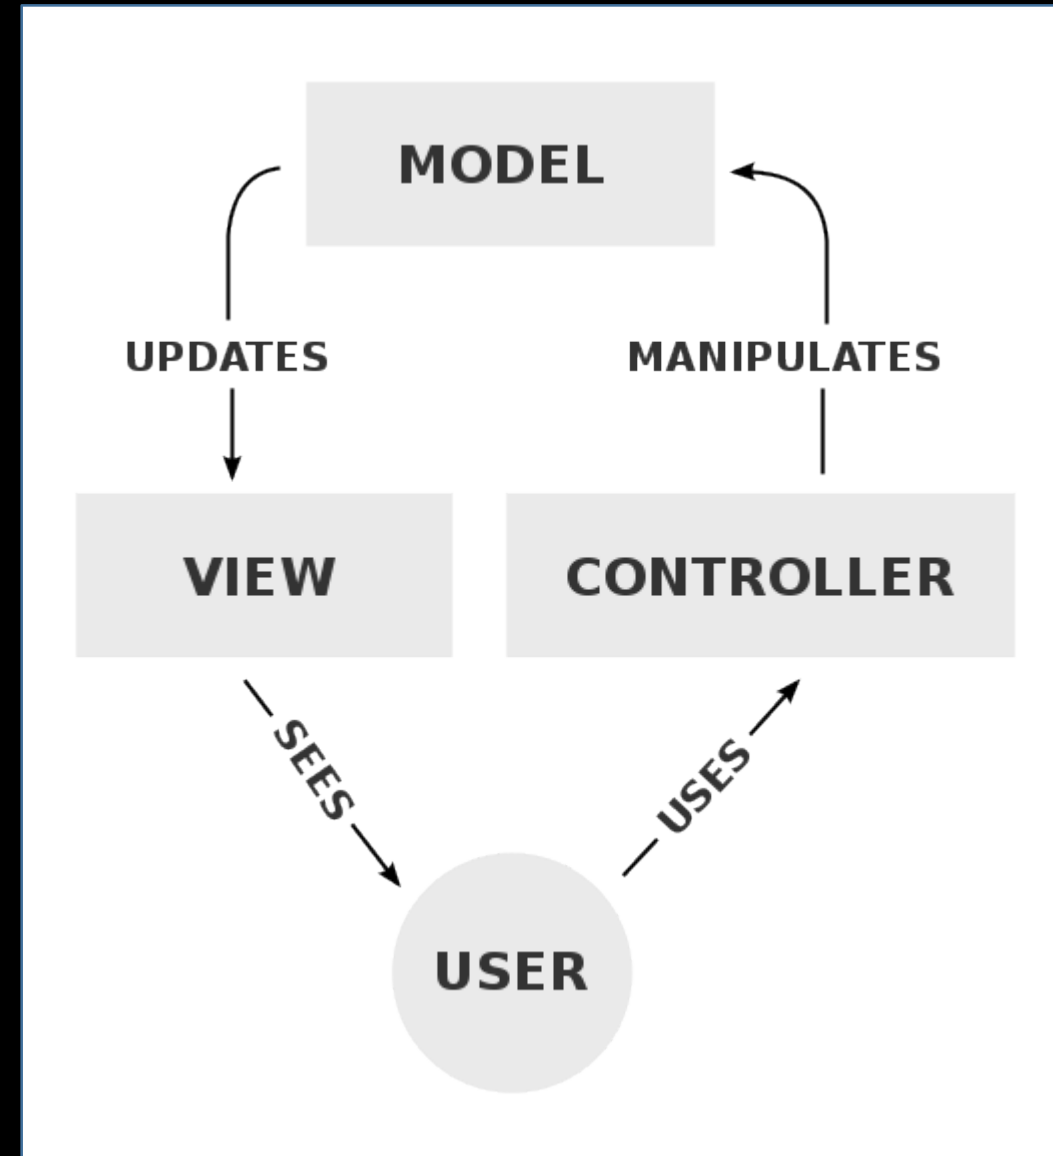 MODEL
UPDATES
MANIPULATES
VIEW
CONTROLLER
SEES
USES
USER